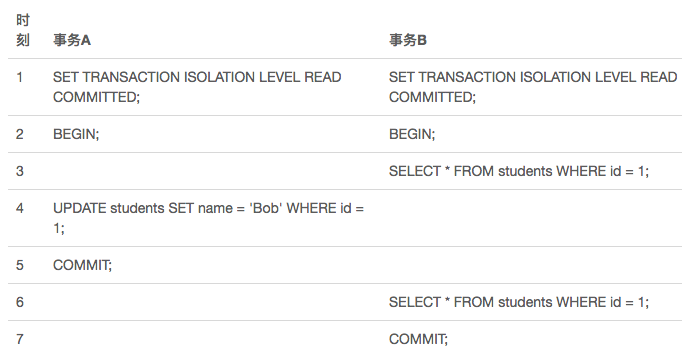 时
刻 事务A 事务B
1 SET TRANSACTION ISOLATION LEVEL READ SET TRANSACTION ISOLATION LEVEL READ
COMMITTED; COMMITTED;
2 BEGIN; BEGIN;
3 SELECT * FROM students WHERE id = 1;
4 UPDATE students SET name = 'Bob' WHERE id =
1;
5 COMMIT;
6 SELECT * FROM students WHERE id = 1;
7 COMMIT;